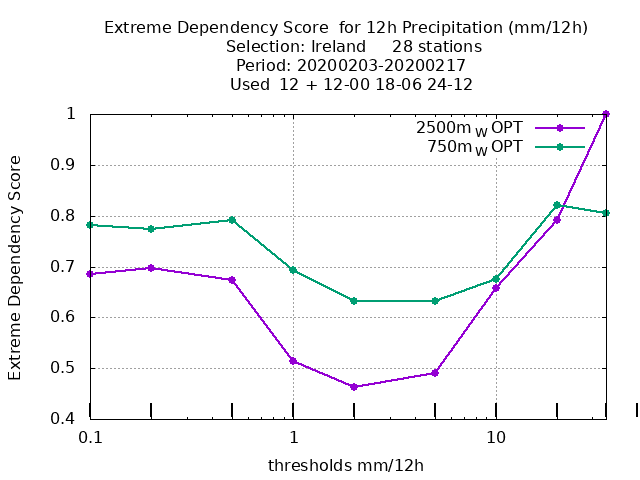 Extreme Dependency Score  for 12h Precipitation (mm/12h)
Selection: Ireland     28 stations
Period: 20200203-20200217
Used  12 + 12-00 18-06 24-12
2500m W OPT
750m W OPT
1
0.9
0.8
0.7
0.6
0.5
0.4
Extreme Dependency Score
0.1
1
10
thresholds mm/12h